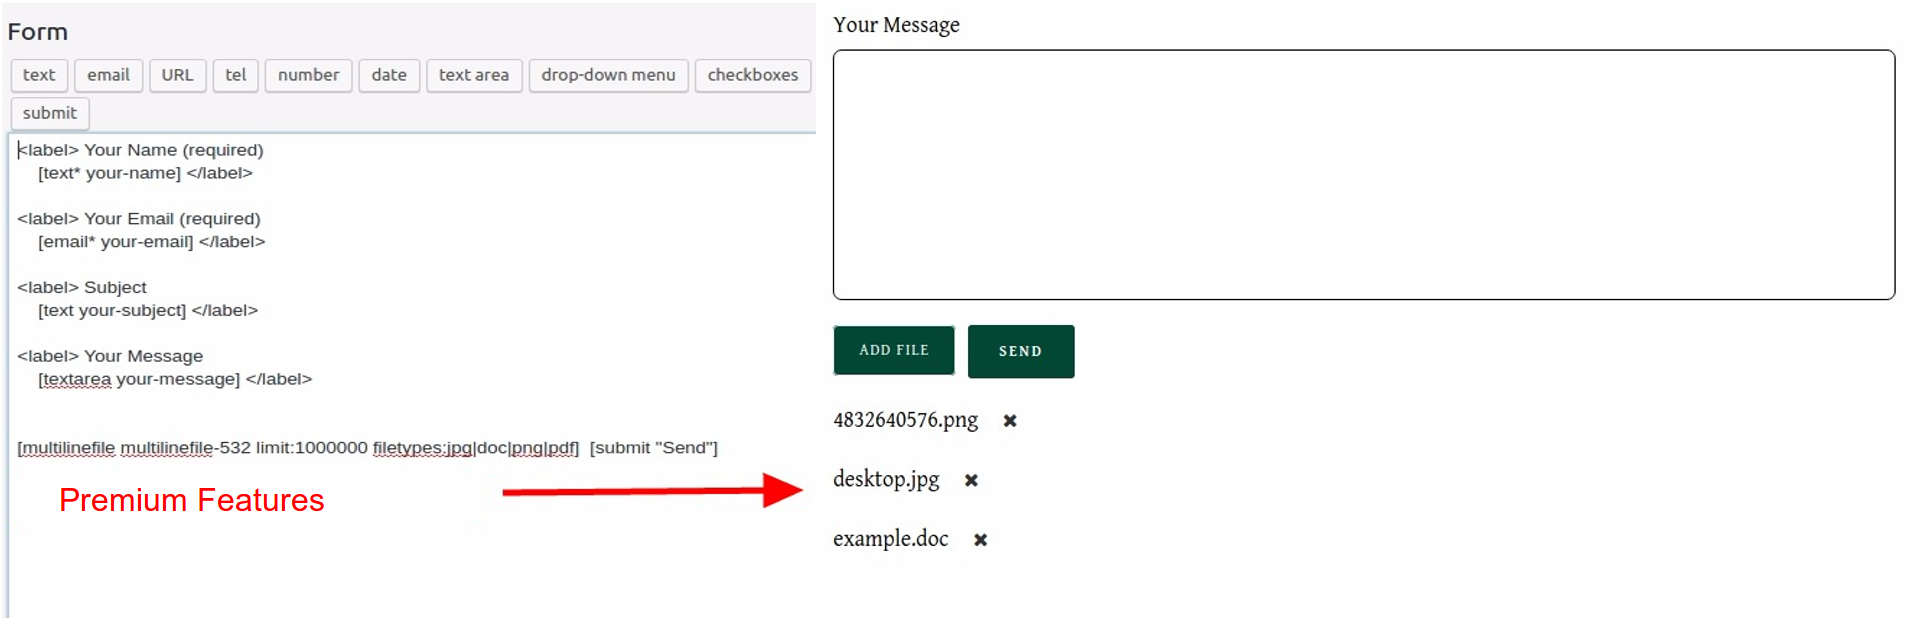 Form
text email URL tel number date text area drop-down menu checkboxes
submit
<label> Your Name (required)
[text* your-name] </label>
<label> Your Email (required)
[email* your-email] </label>
<label> Subject
[text your-subject] </label>
<label> Your Message
[textarea your-message] </label>
[multilinefile multilinefile-532 limit:1000000 filetypes:jpg|doc|png|pdf] [submit "Send"]
Premium Features
Your Message
ADD FILE SEND
4832640576.png ✖
desktop.jpg ✖
example.doc ✖